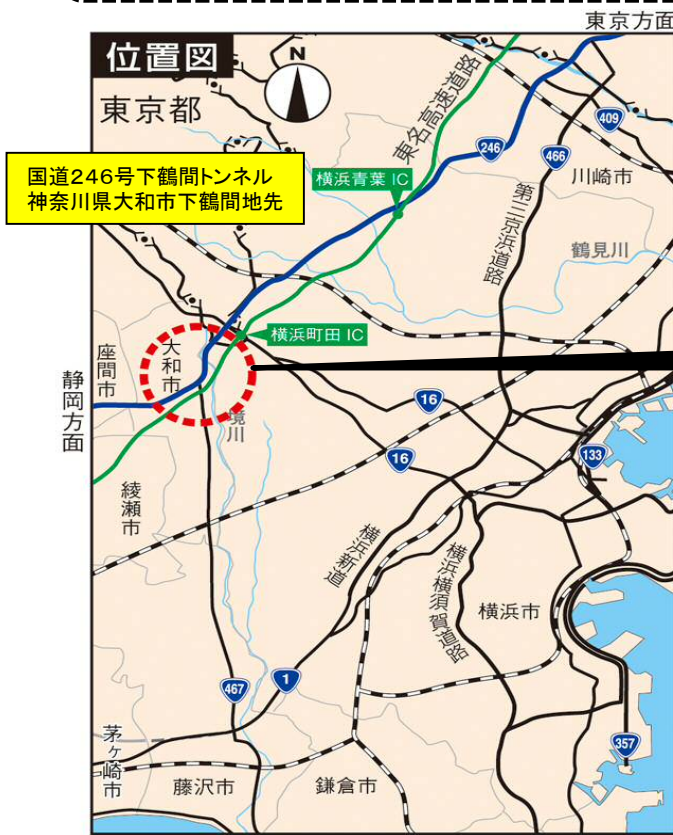 東京方面
位置図
N
東京都
東名高速道路
409
246
466
国道246号下鶴間トンネル
神奈川県大和市下鶴間地先
横浜青葉 IC
川崎市
第三京浜道路
鶴見川
横浜町田 IC
座間市
大和市
静岡方面
境川
16
16
133
綾瀬市
横浜新道
横浜横須賀道路
横浜市
467
1
357
茅ヶ崎市
藤沢市
鎌倉市